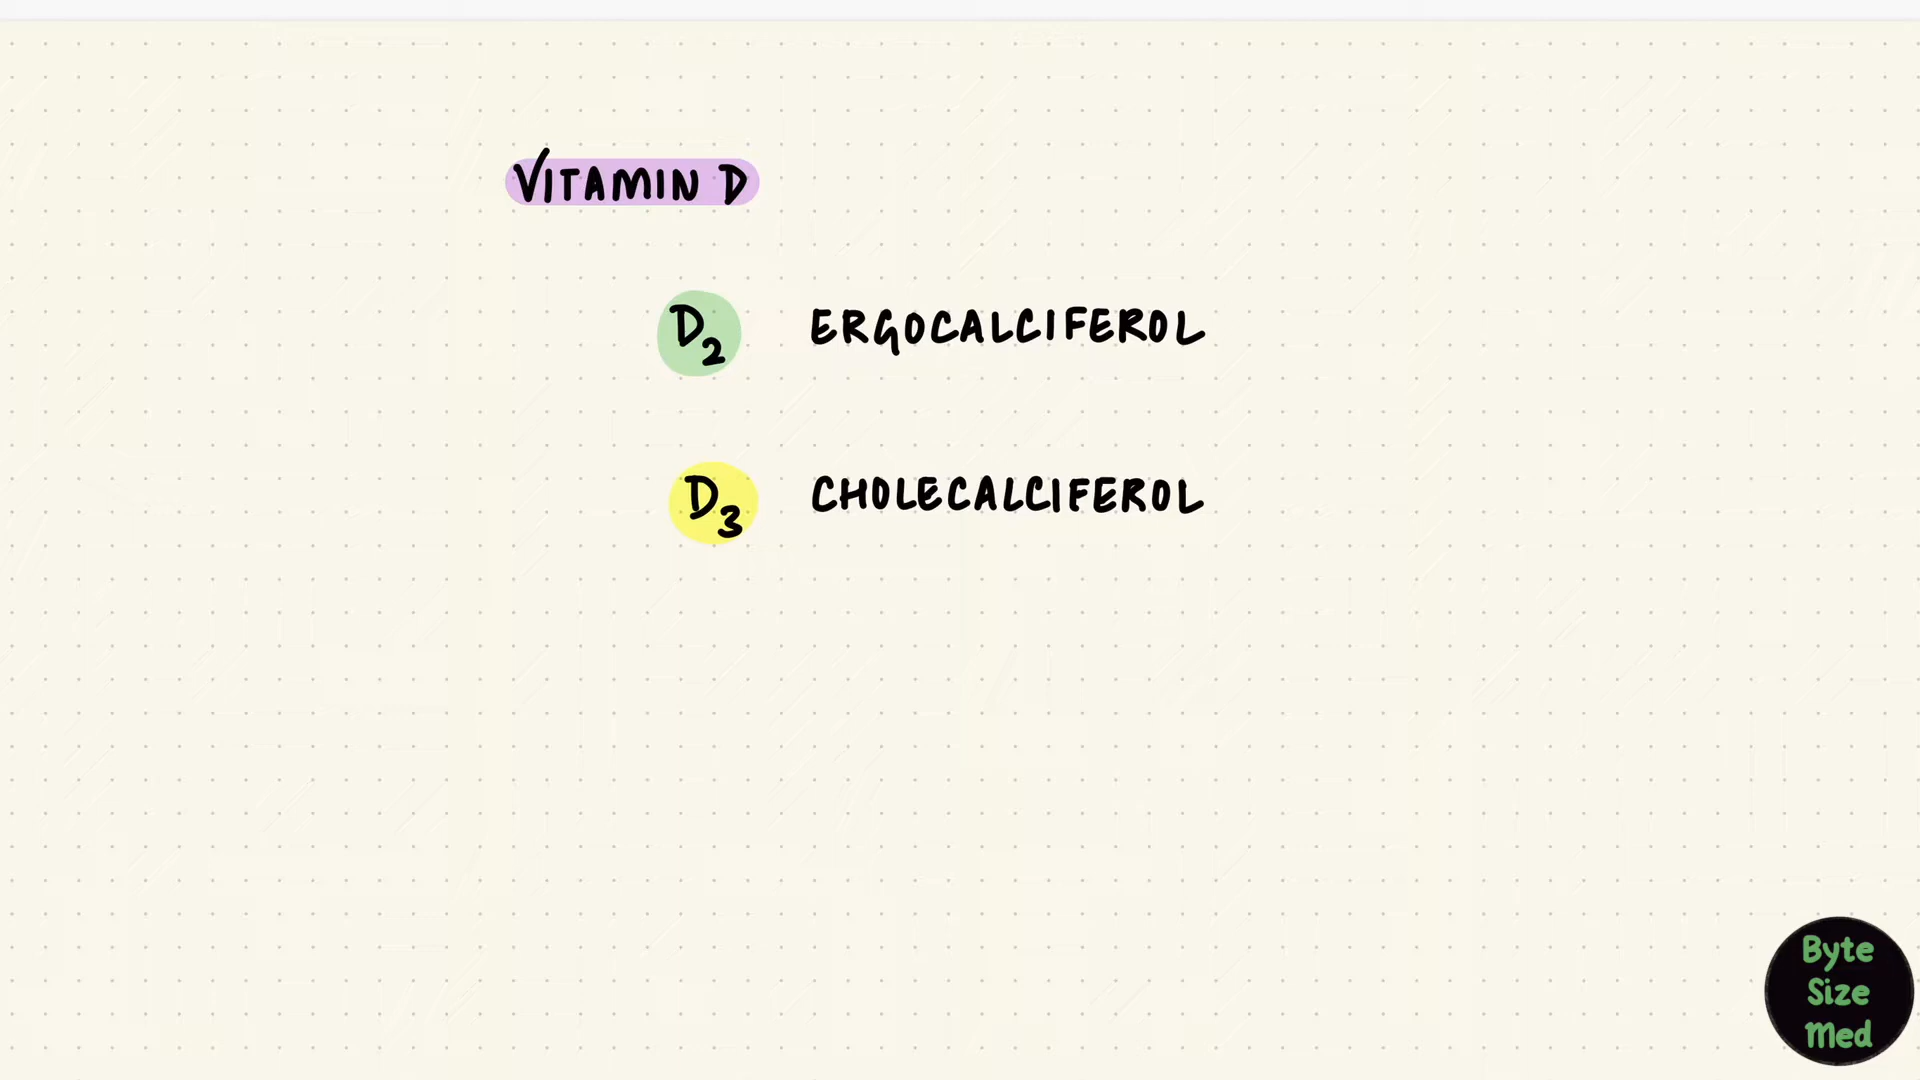 VITAMIN D
D₂ ERGOCALCIFEROL
D₃ CHOLECALCIFEROL
Byte
Size
Med